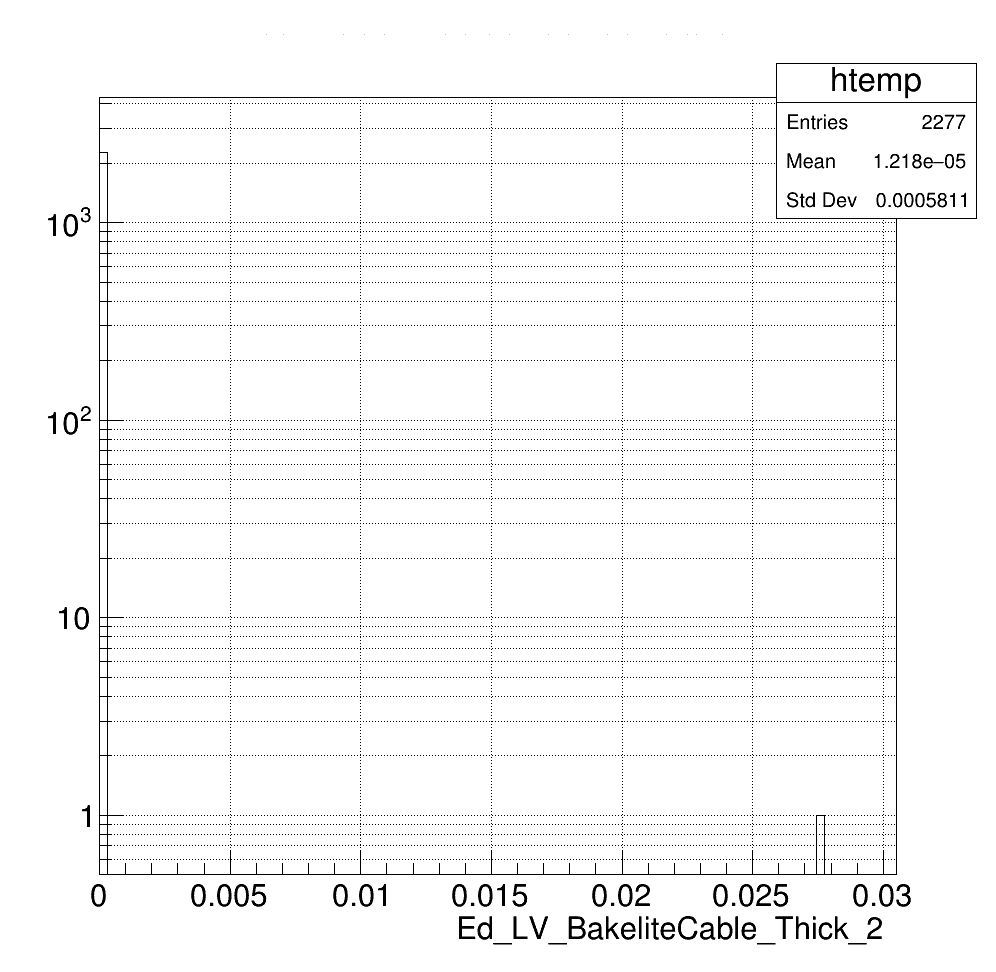 htemp
Entries 2277
Mean 1.218e−05
Std Dev 0.0005811
10³
10²
10
1
0 0.005 0.01 0.015 0.02 0.025 0.03
Ed_LV_BakeliteCable_Thick_2